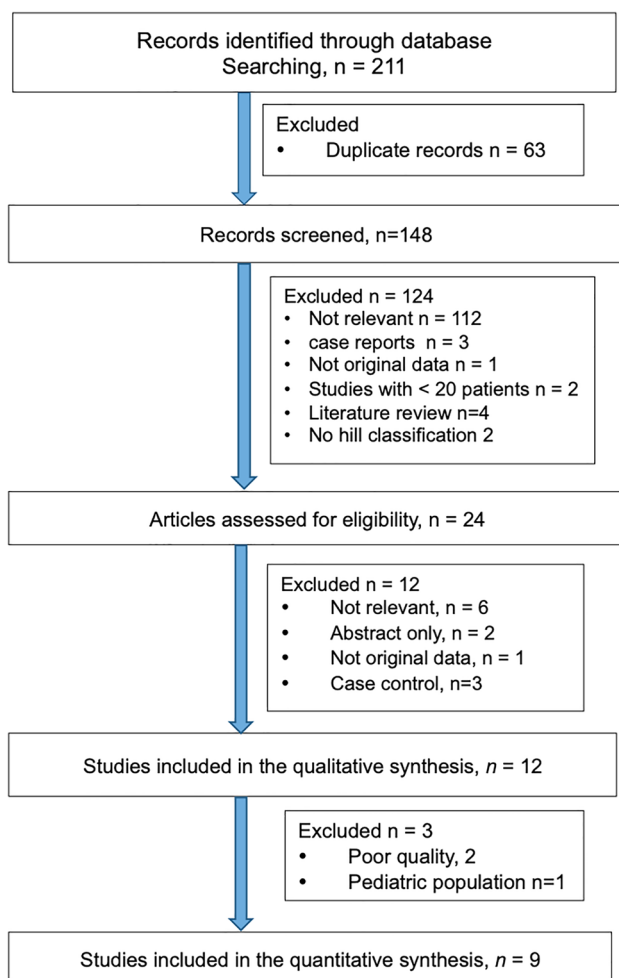 Records identified through database
Searching, n = 211
Excluded
• Duplicate records n = 63
Records screened, n=148
Excluded n = 124
• Not relevant n = 112
• case reports n = 3
• Not original data n = 1
• Studies with < 20 patients n = 2
• Literature review n=4
• No hill classification 2
Articles assessed for eligibility, n = 24
Excluded n = 12
• Not relevant, n = 6
• Abstract only, n = 2
• Not original data, n = 1
• Case control, n=3
Studies included in the qualitative synthesis, n = 12
Excluded n = 3
• Poor quality, 2
• Pediatric population n=1
Studies included in the quantitative synthesis, n = 9